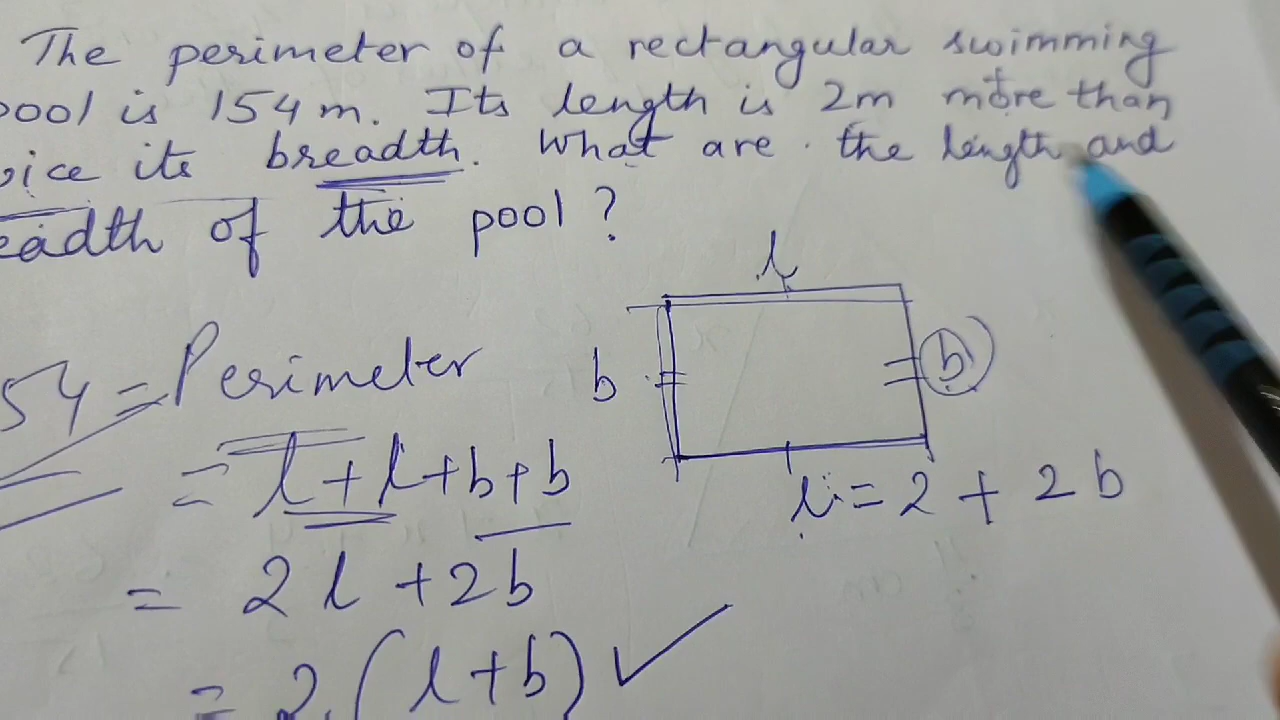 The perimeter of a rectangular swimming
pool is 154 m. Its length is 2m more than
its breadth. What are the length and
of the pool?
l
54 = Perimeter
b
b
= l + l + b + b
l = 2 + 2b
= 2l + 2b
= 2(l + b) ✓